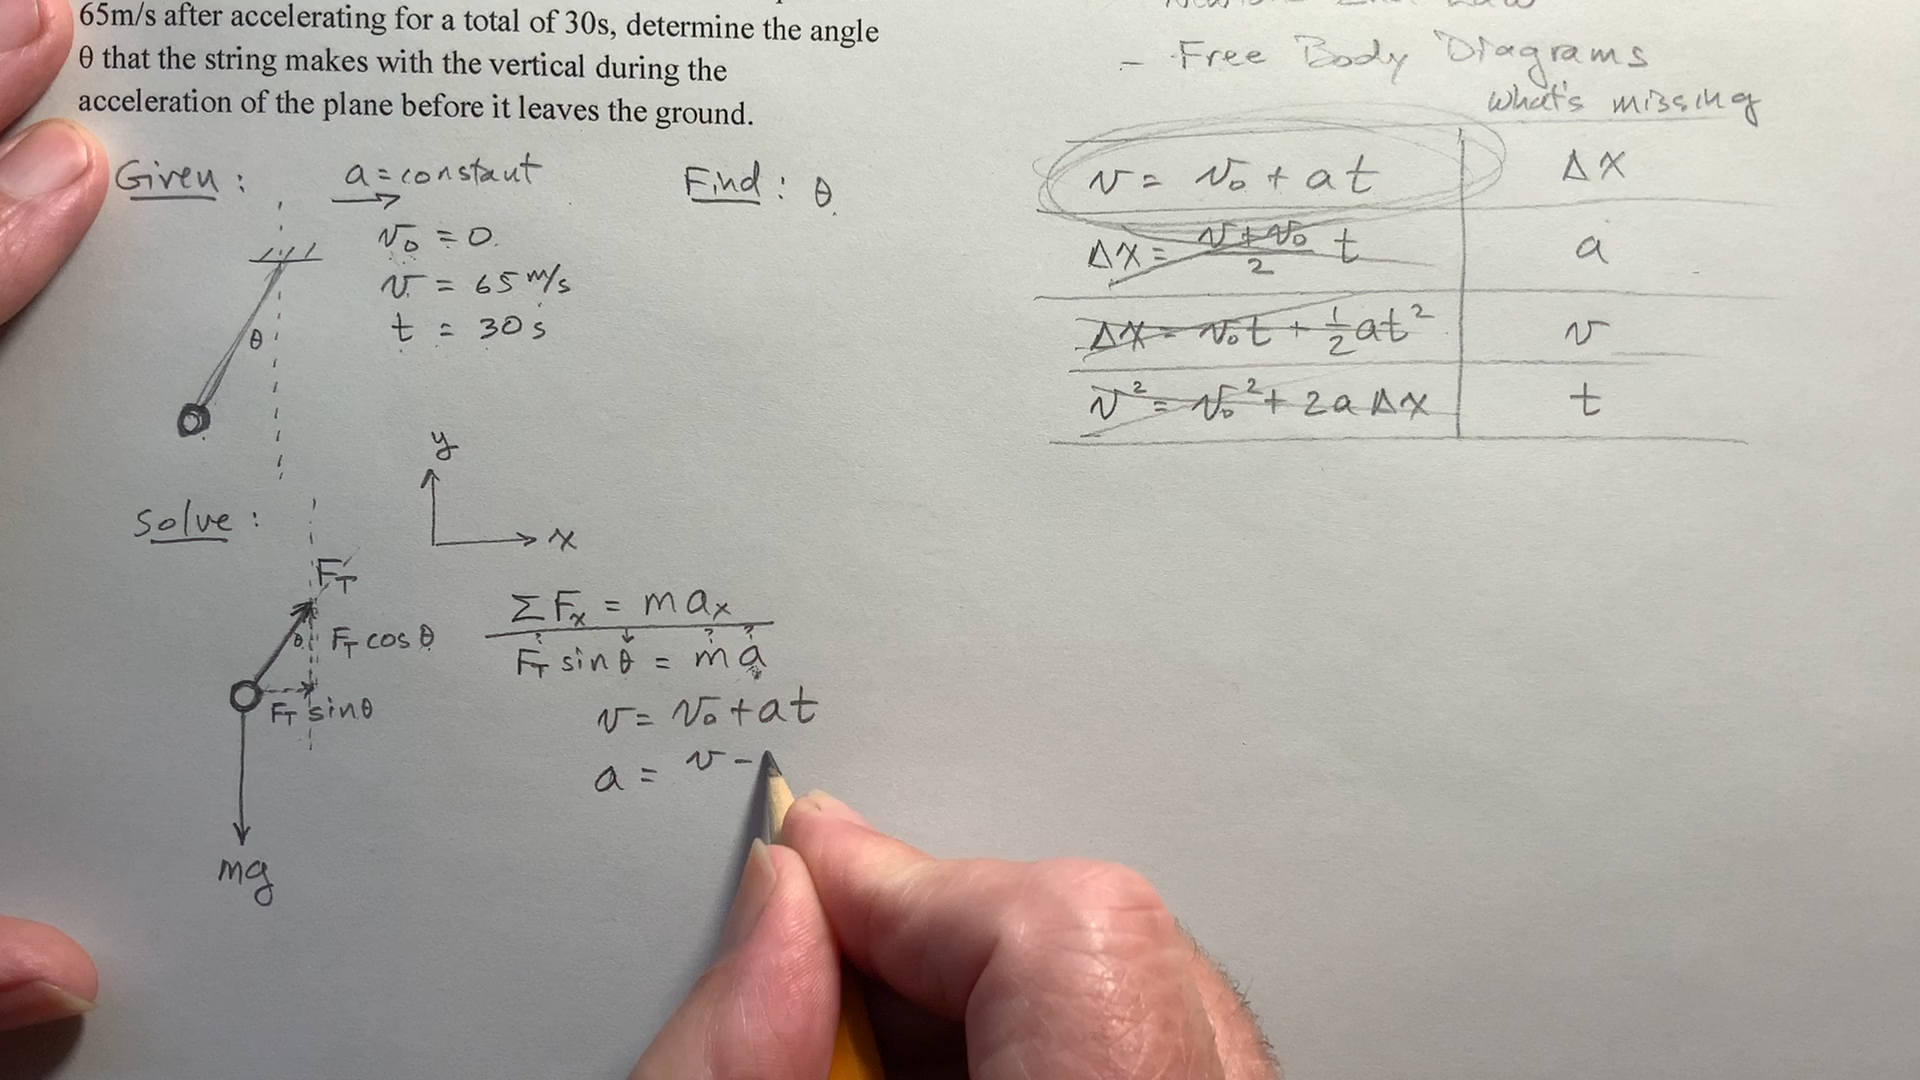 65m/s after accelerating for a total of 30s, determine the angle
θ that the string makes with the vertical during the
acceleration of the plane before it leaves the ground.
Given: a = constant
v₀ = 0
v = 65 m/s
t = 30 s
θ
Find: θ
- Free Body Diagrams
what's missing
v = v₀ + at Δx
Δx = (v + v₀)/2 t a
Δx = v₀t + ½at² v
v² = v₀² + 2aΔx t
Solve:
y
x
F_T
θ
F_T cos θ
F_T sinθ
mg
ΣFₓ = maₓ
? ↓ ? ?
F_T sin θ = ma
v = v₀ + at
a = v -